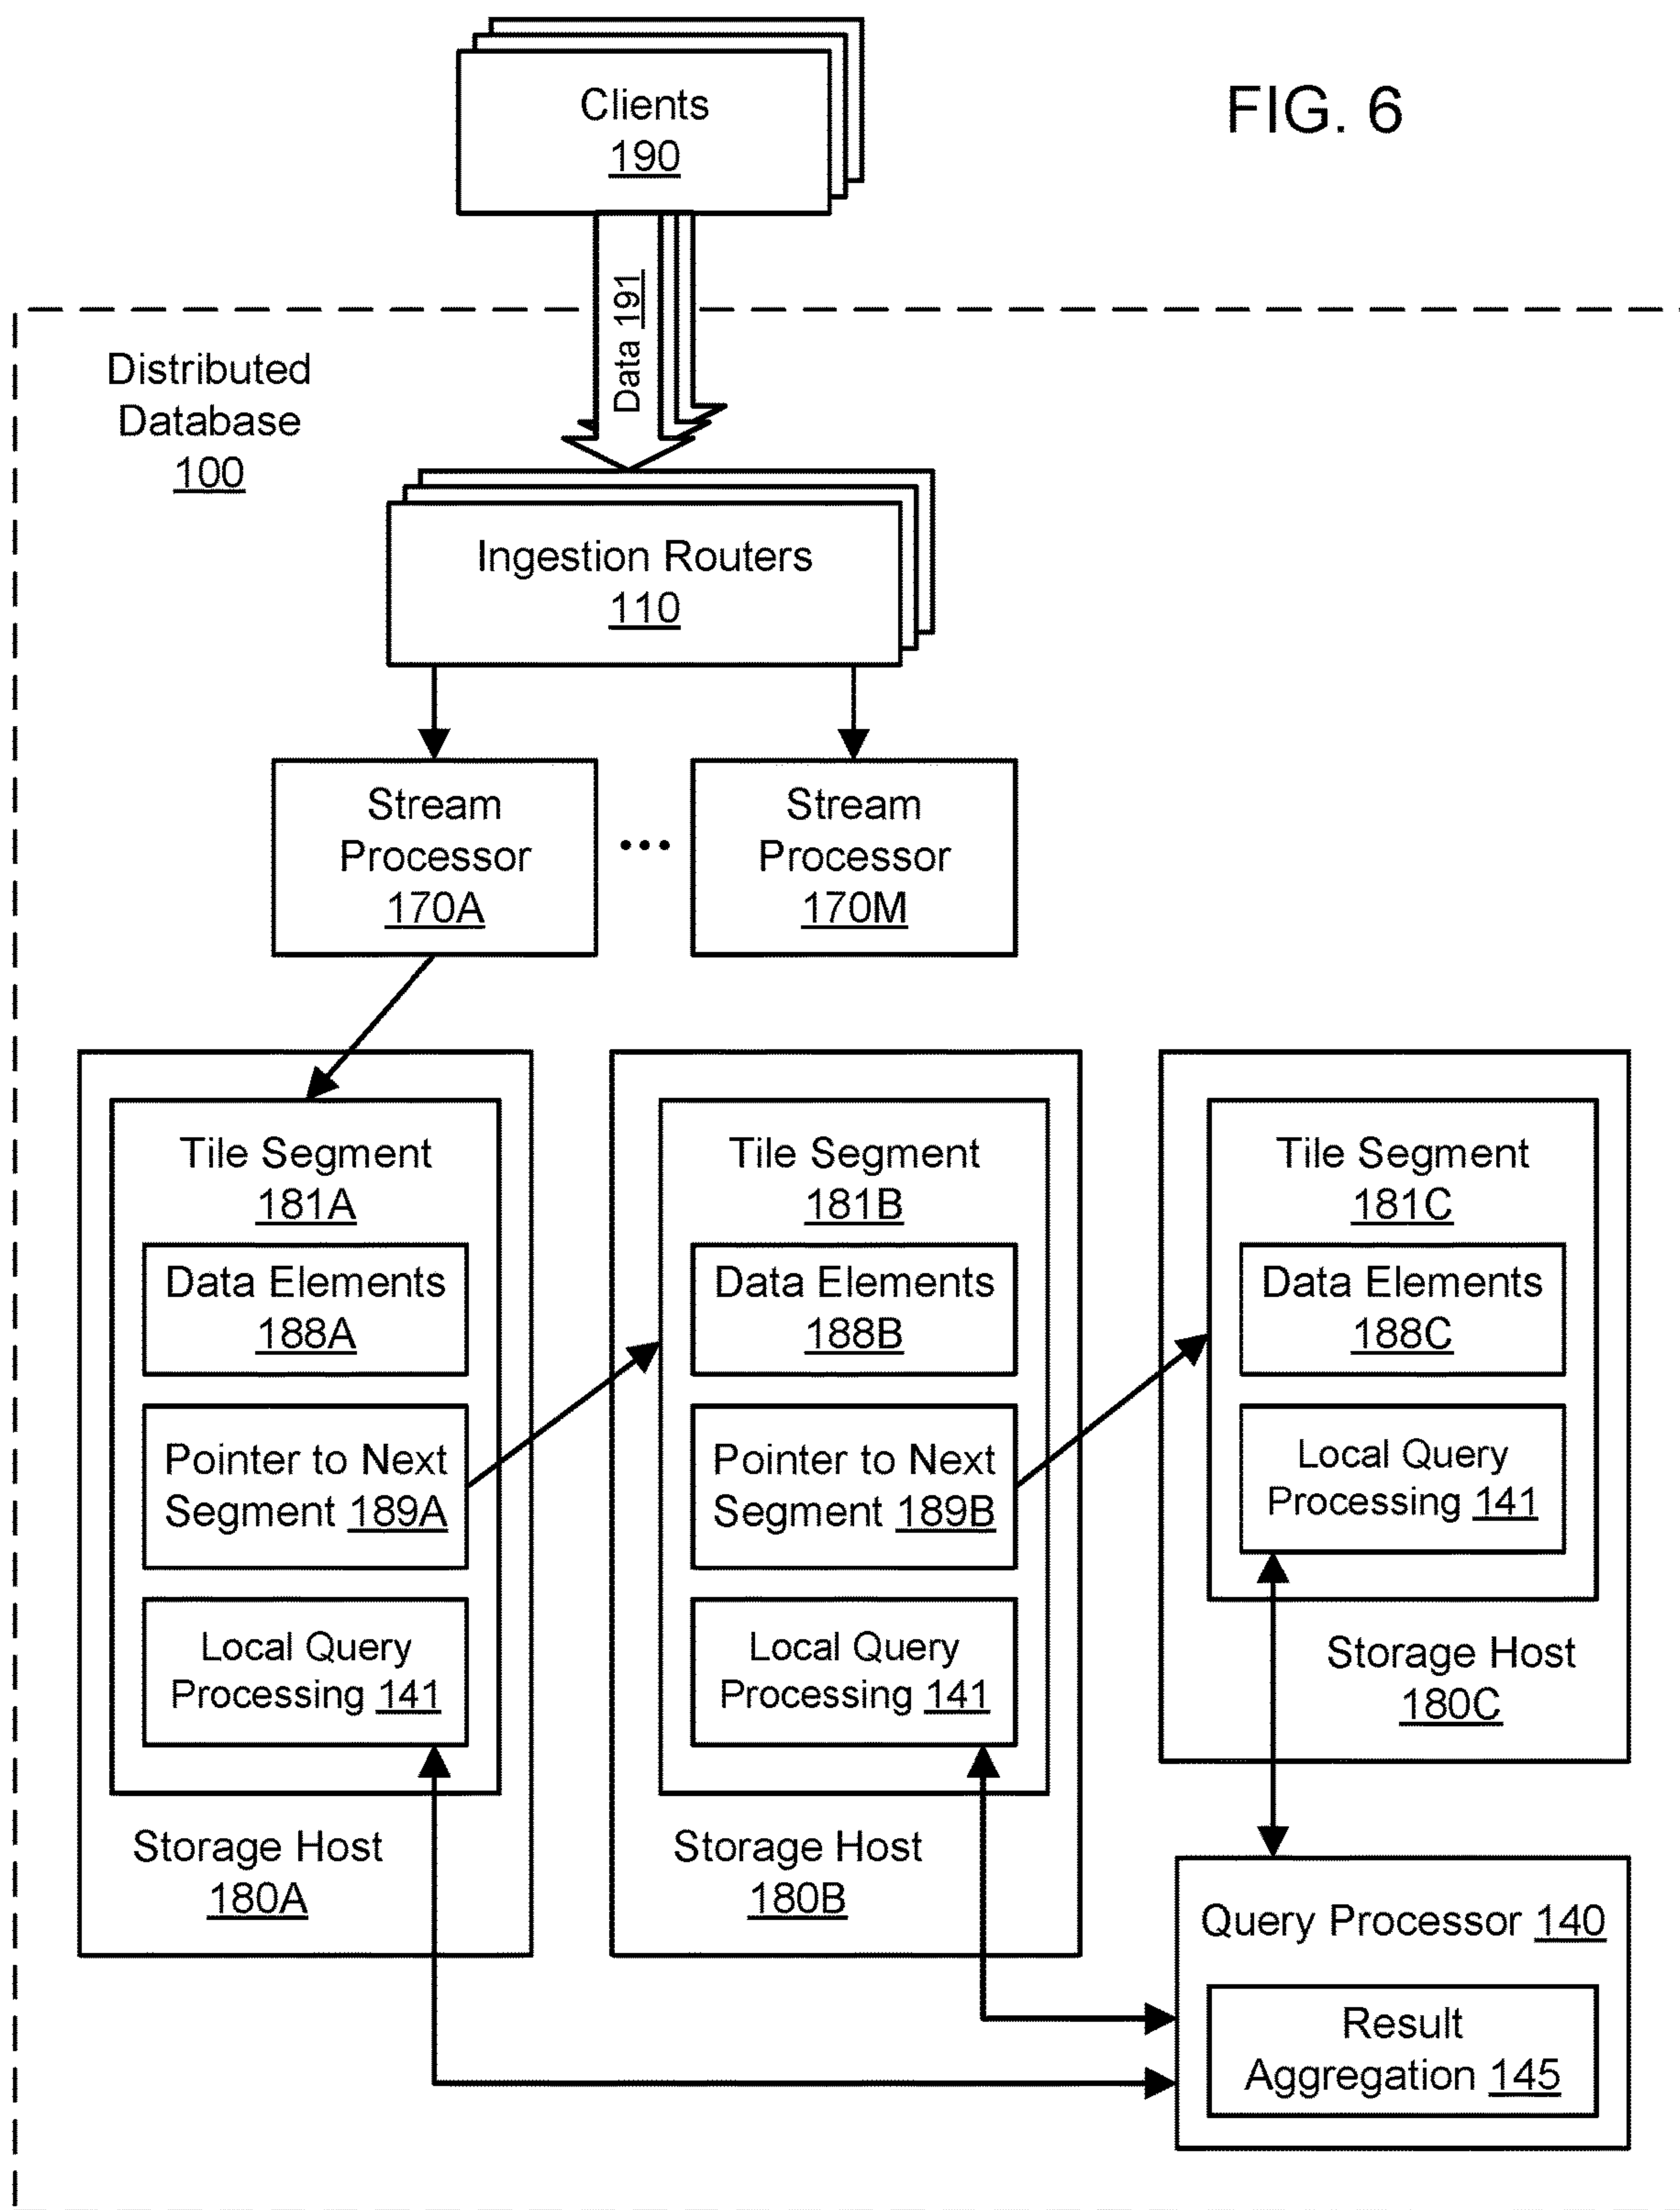 FIG. 6
Clients
190
Data 191
Distributed
Database
100
Ingestion Routers
110
Stream
Processor
170A
...
Stream
Processor
170M
Tile Segment
181A
Data Elements
188A
Pointer to Next
Segment 189A
Local Query
Processing 141
Storage Host
180A
Tile Segment
181B
Data Elements
188B
Pointer to Next
Segment 189B
Local Query
Processing 141
Storage Host
180B
Tile Segment
181C
Data Elements
188C
Local Query
Processing 141
Storage Host
180C
Query Processor 140
Result
Aggregation 145